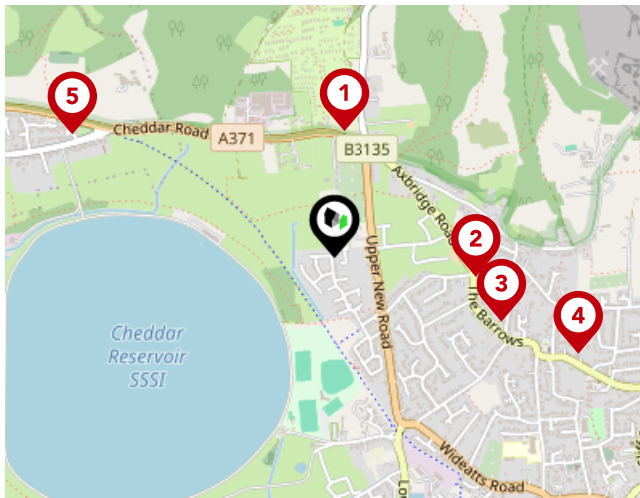 5
1
Cheddar Road
A371
B3135
Axbridge Road
2
Upper New Road
3
The Barrows
4
Cheddar
Reservoir
SSSI
Wideatts Road